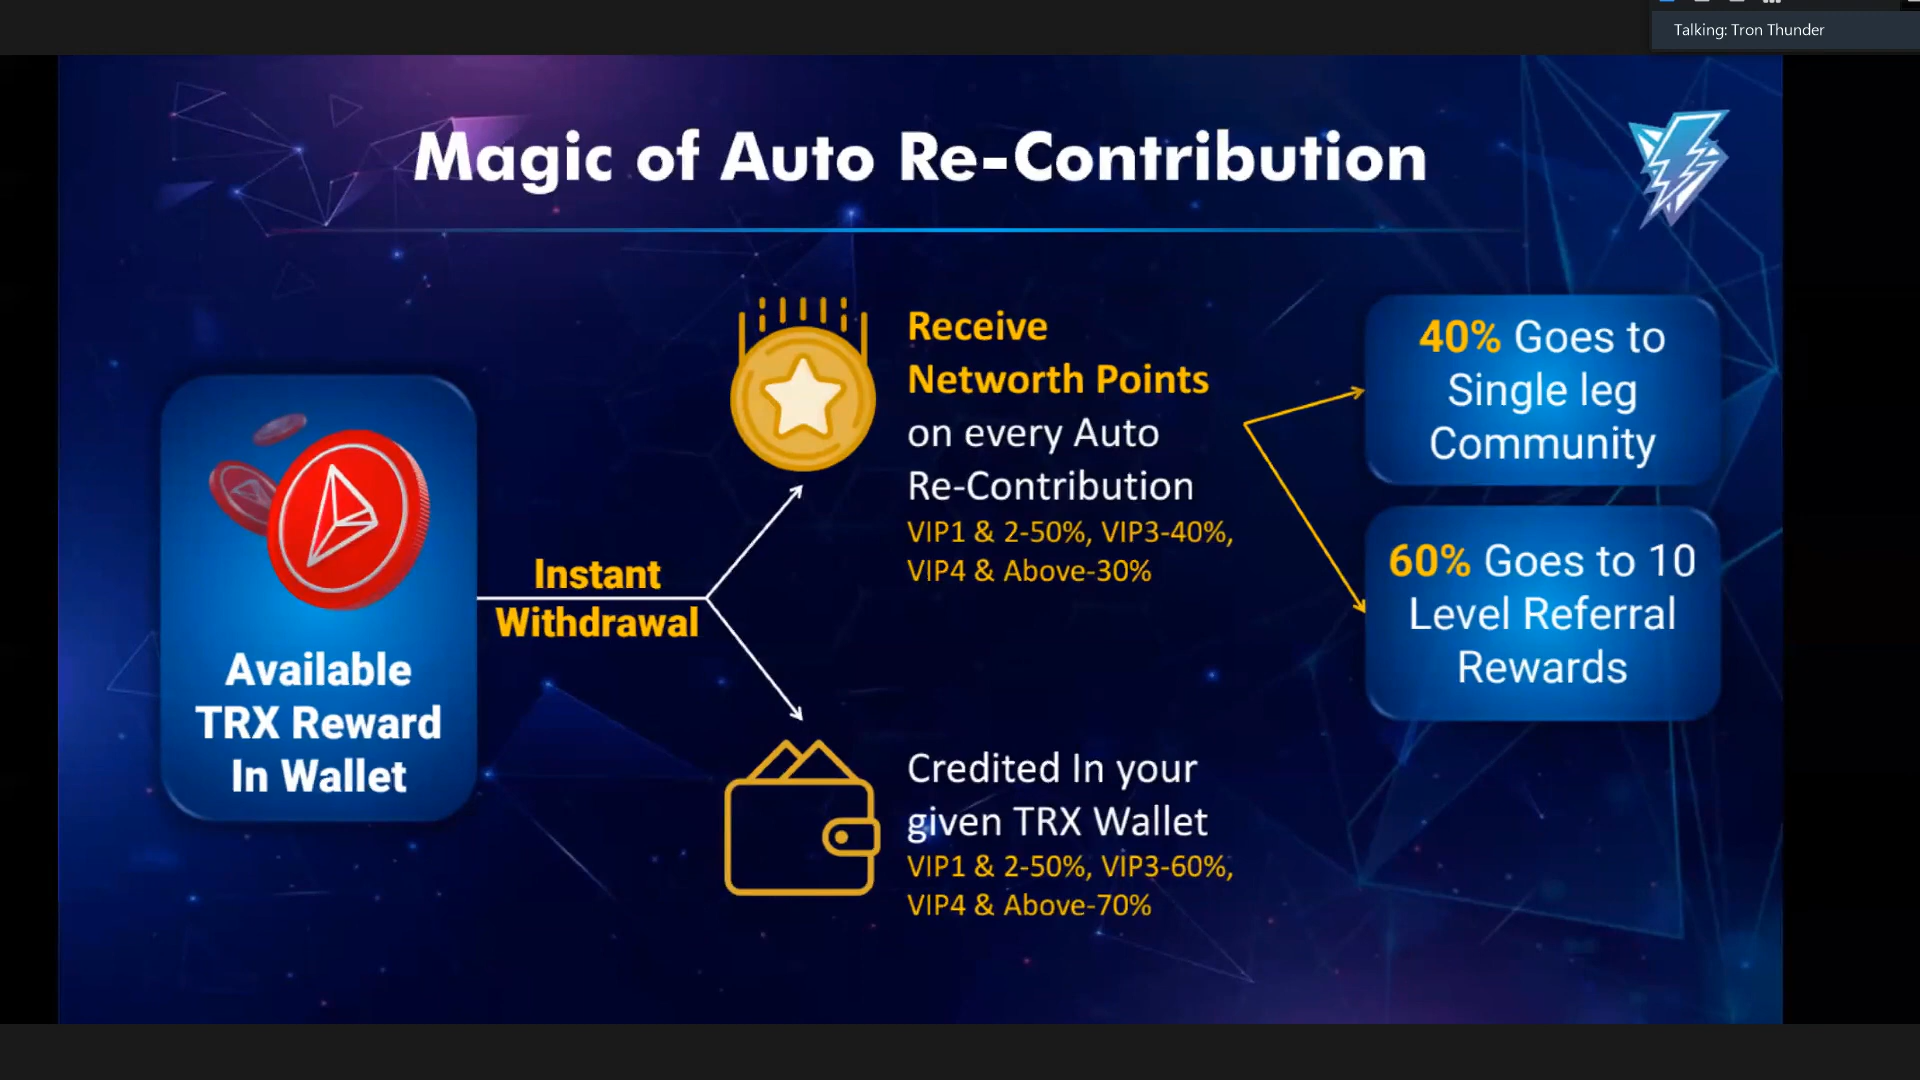 Talking: Tron Thunder
Magic of Auto Re-Contribution
Available
TRX Reward
In Wallet
Instant
Withdrawal
Receive
Networth Points
on every Auto
Re-Contribution
VIP1 & 2-50%, VIP3-40%,
VIP4 & Above-30%
40% Goes to
Single leg
Community
60% Goes to 10
Level Referral
Rewards
Credited In your
given TRX Wallet
VIP1 & 2-50%, VIP3-60%,
VIP4 & Above-70%